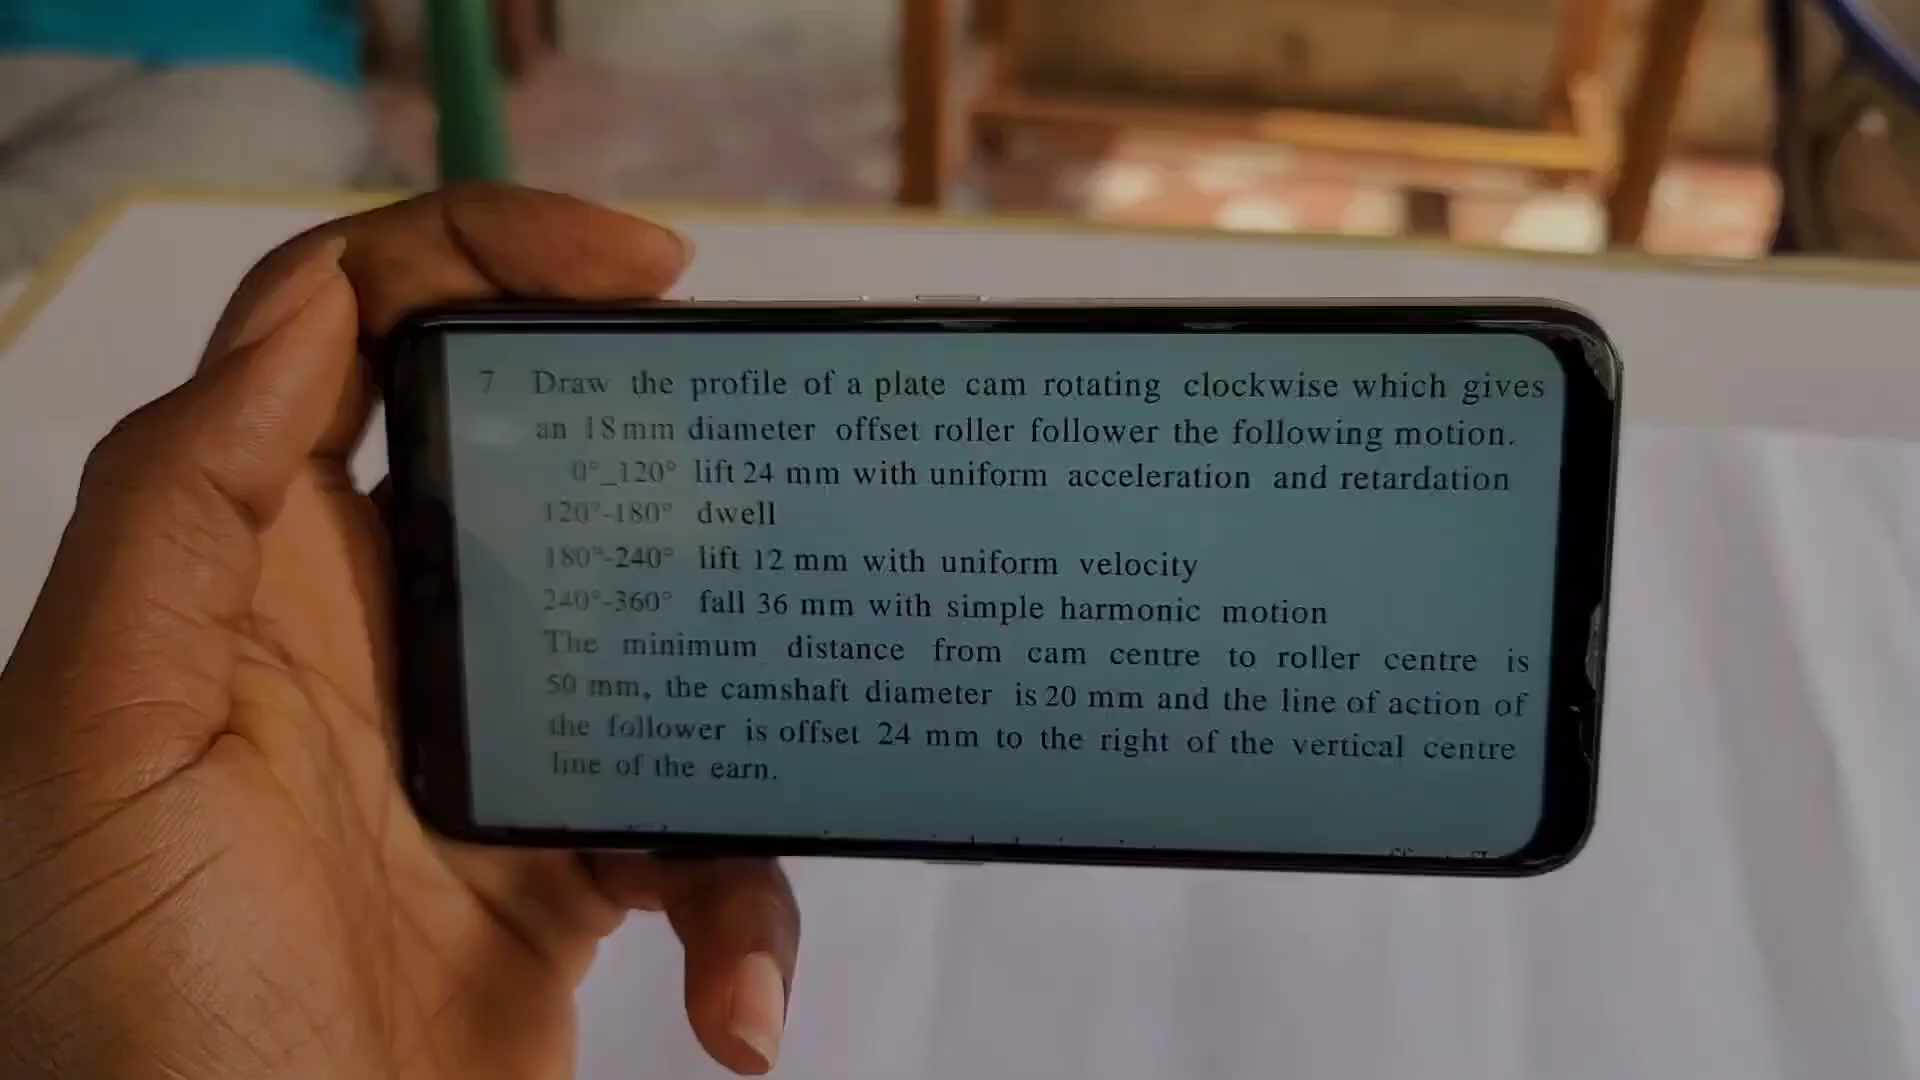 7 Draw the profile of a plate cam rotating clockwise which gives
an 18mm diameter offset roller follower the following motion.
0°_120° lift 24 mm with uniform acceleration and retardation
120°-180° dwell
180°-240° lift 12 mm with uniform velocity
240°-360° fall 36 mm with simple harmonic motion
The minimum distance from cam centre to roller centre is
50 mm, the camshaft diameter is 20 mm and the line of action of
the follower is offset 24 mm to the right of the vertical centre
line of the earn.